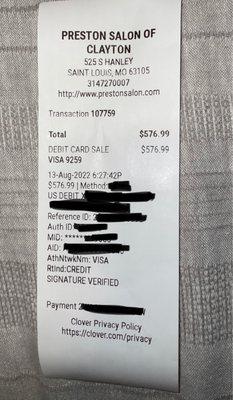 PRESTON SALON OF
CLAYTON
525 S HANLEY
SAINT LOUIS, MO 63105
3147270007
http://www.prestonsalon.com
Transaction 107759
Total $576.99
DEBIT CARD SALE $576.99
VISA 9259
13-Aug-2022 6:27:42P
$576.99 | Method:
US DEBIT
Reference ID: 2
Auth ID
MID: *****
AID:
AthNtwkNm: VISA
RtInd:CREDIT
SIGNATURE VERIFIED
Payment
Clover Privacy Policy
https://clover.com/privacy